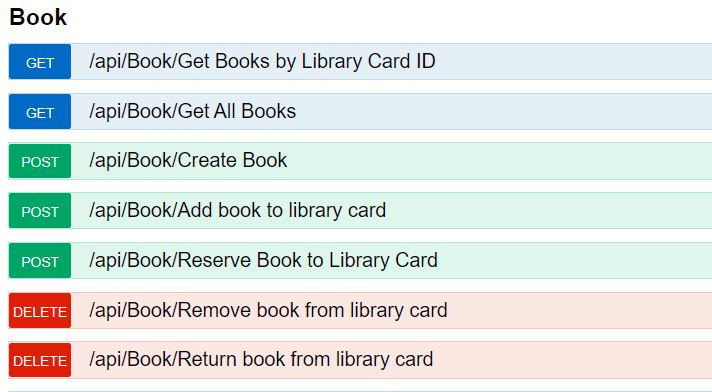 Book
GET /api/Book/Get Books by Library Card ID
GET /api/Book/Get All Books
POST /api/Book/Create Book
POST /api/Book/Add book to library card
POST /api/Book/Reserve Book to Library Card
DELETE /api/Book/Remove book from library card
DELETE /api/Book/Return book from library card